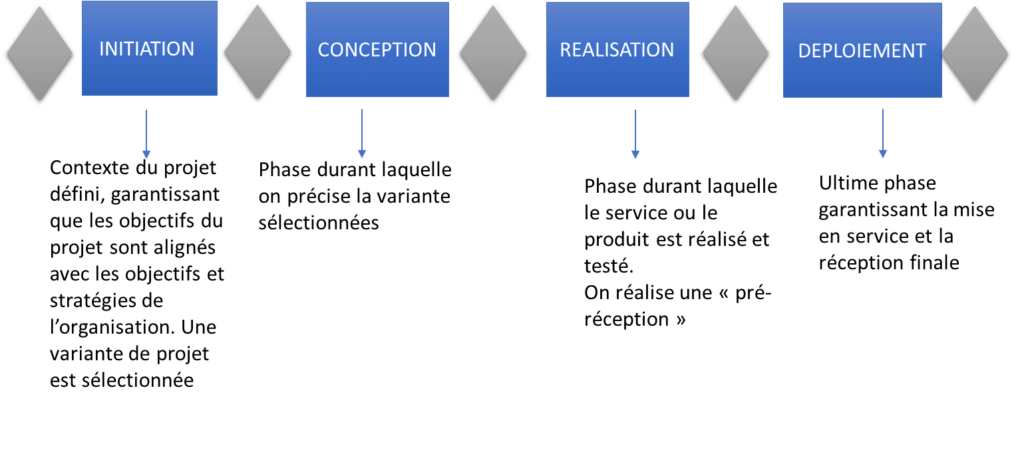 INITIATION
CONCEPTION
REALISATION
DEPLOIEMENT
Contexte du projet
défini, garantissant
que les objectifs du
projet sont alignés
avec les objectifs et
stratégies de
l'organisation. Une
variante de projet
est sélectionnée
Phase durant laquelle
on précise la variante
sélectionnées
Phase durant laquelle
le service ou le
produit est réalisé et
testé.
On réalise une « pré-
réception »
Ultime phase
garantissant la mise
en service et la
réception finale